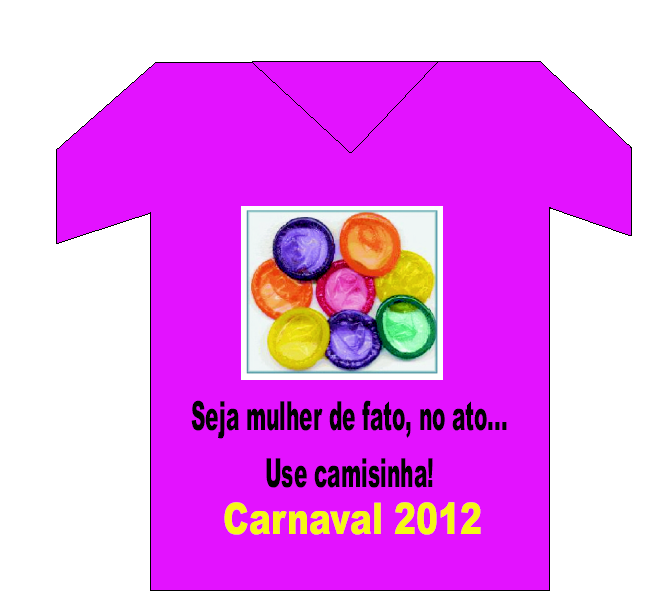 Seja mulher de fato, no ato...
Use camisinha!
Carnaval 2012